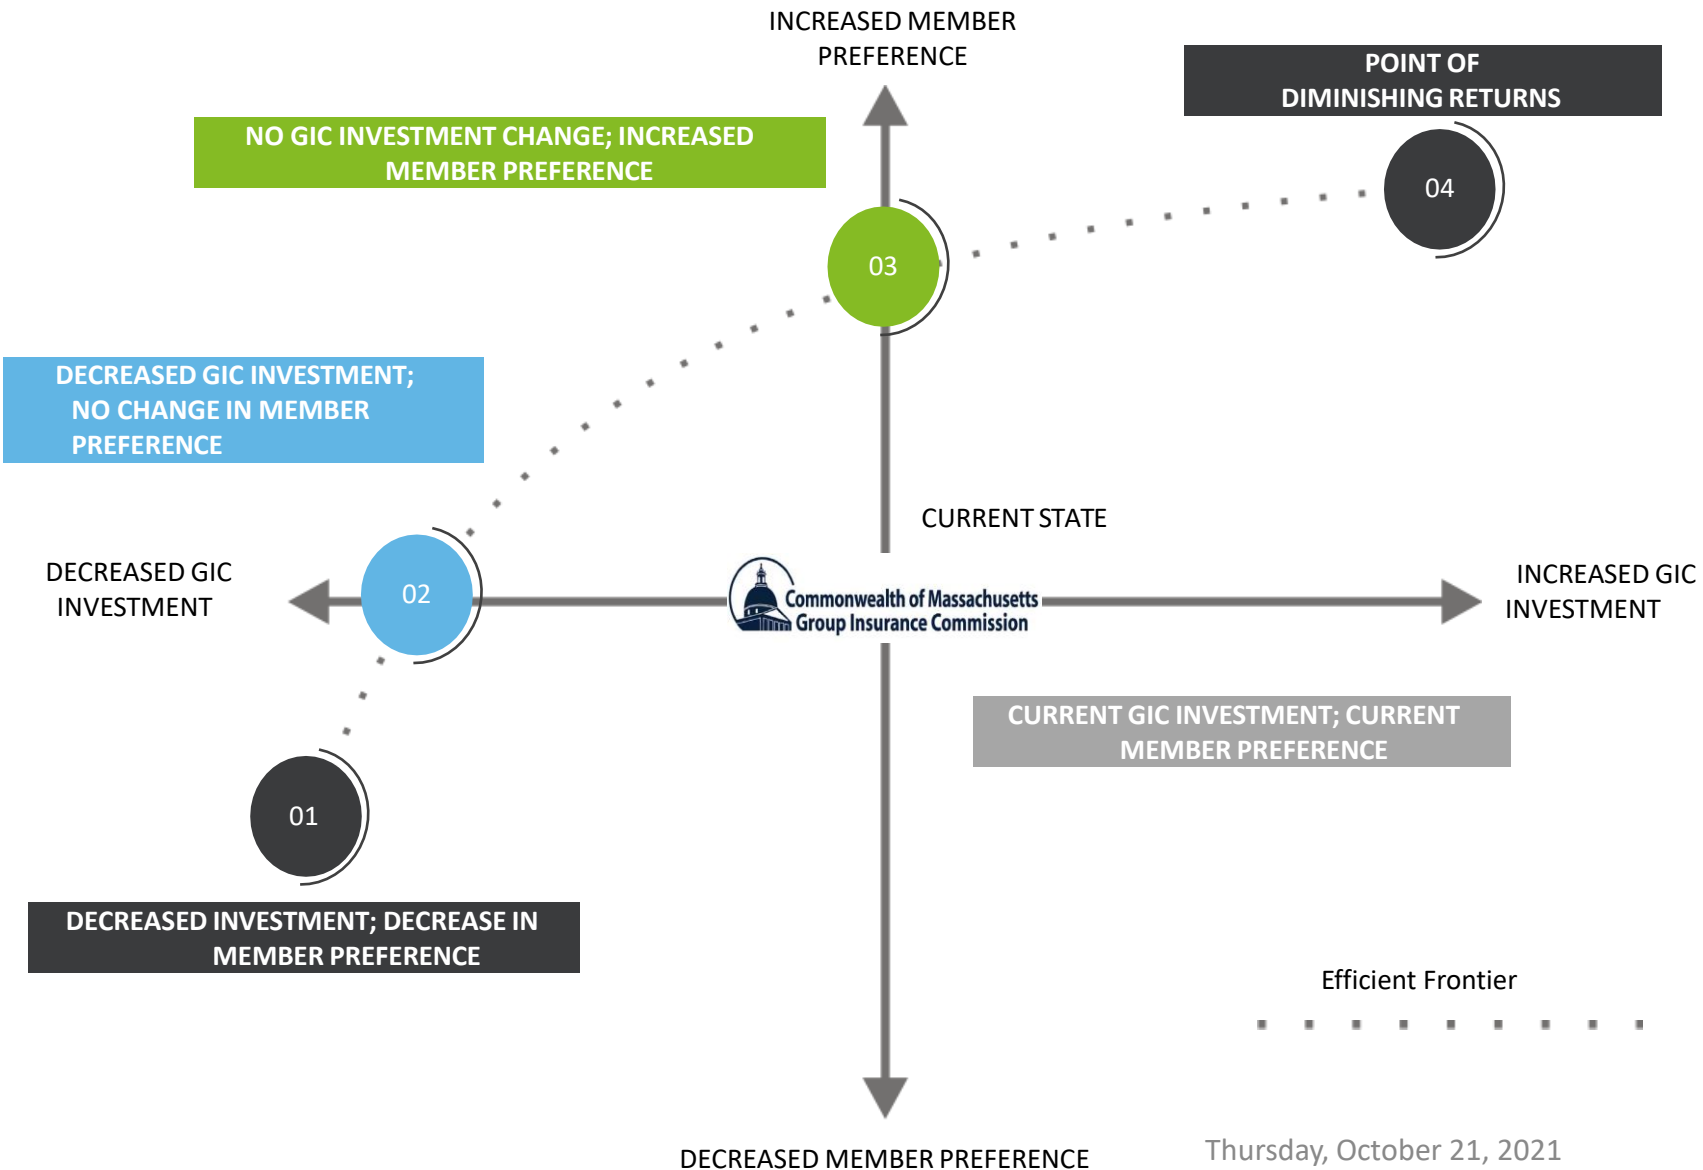 INCREASED MEMBER
PREFERENCE
POINT OF
DIMINISHING RETURNS
NO GIC INVESTMENT CHANGE; INCREASED
MEMBER PREFERENCE
04
03
DECREASED GIC INVESTMENT;
NO CHANGE IN MEMBER
PREFERENCE
CURRENT STATE
DECREASED GIC
INVESTMENT
02
Commonwealth of Massachusetts
Group Insurance Commission
INCREASED GIC
INVESTMENT
CURRENT GIC INVESTMENT; CURRENT
MEMBER PREFERENCE
01
DECREASED INVESTMENT; DECREASE IN
MEMBER PREFERENCE
Efficient Frontier
DECREASED MEMBER PREFERENCE
Thursday, October 21, 2021